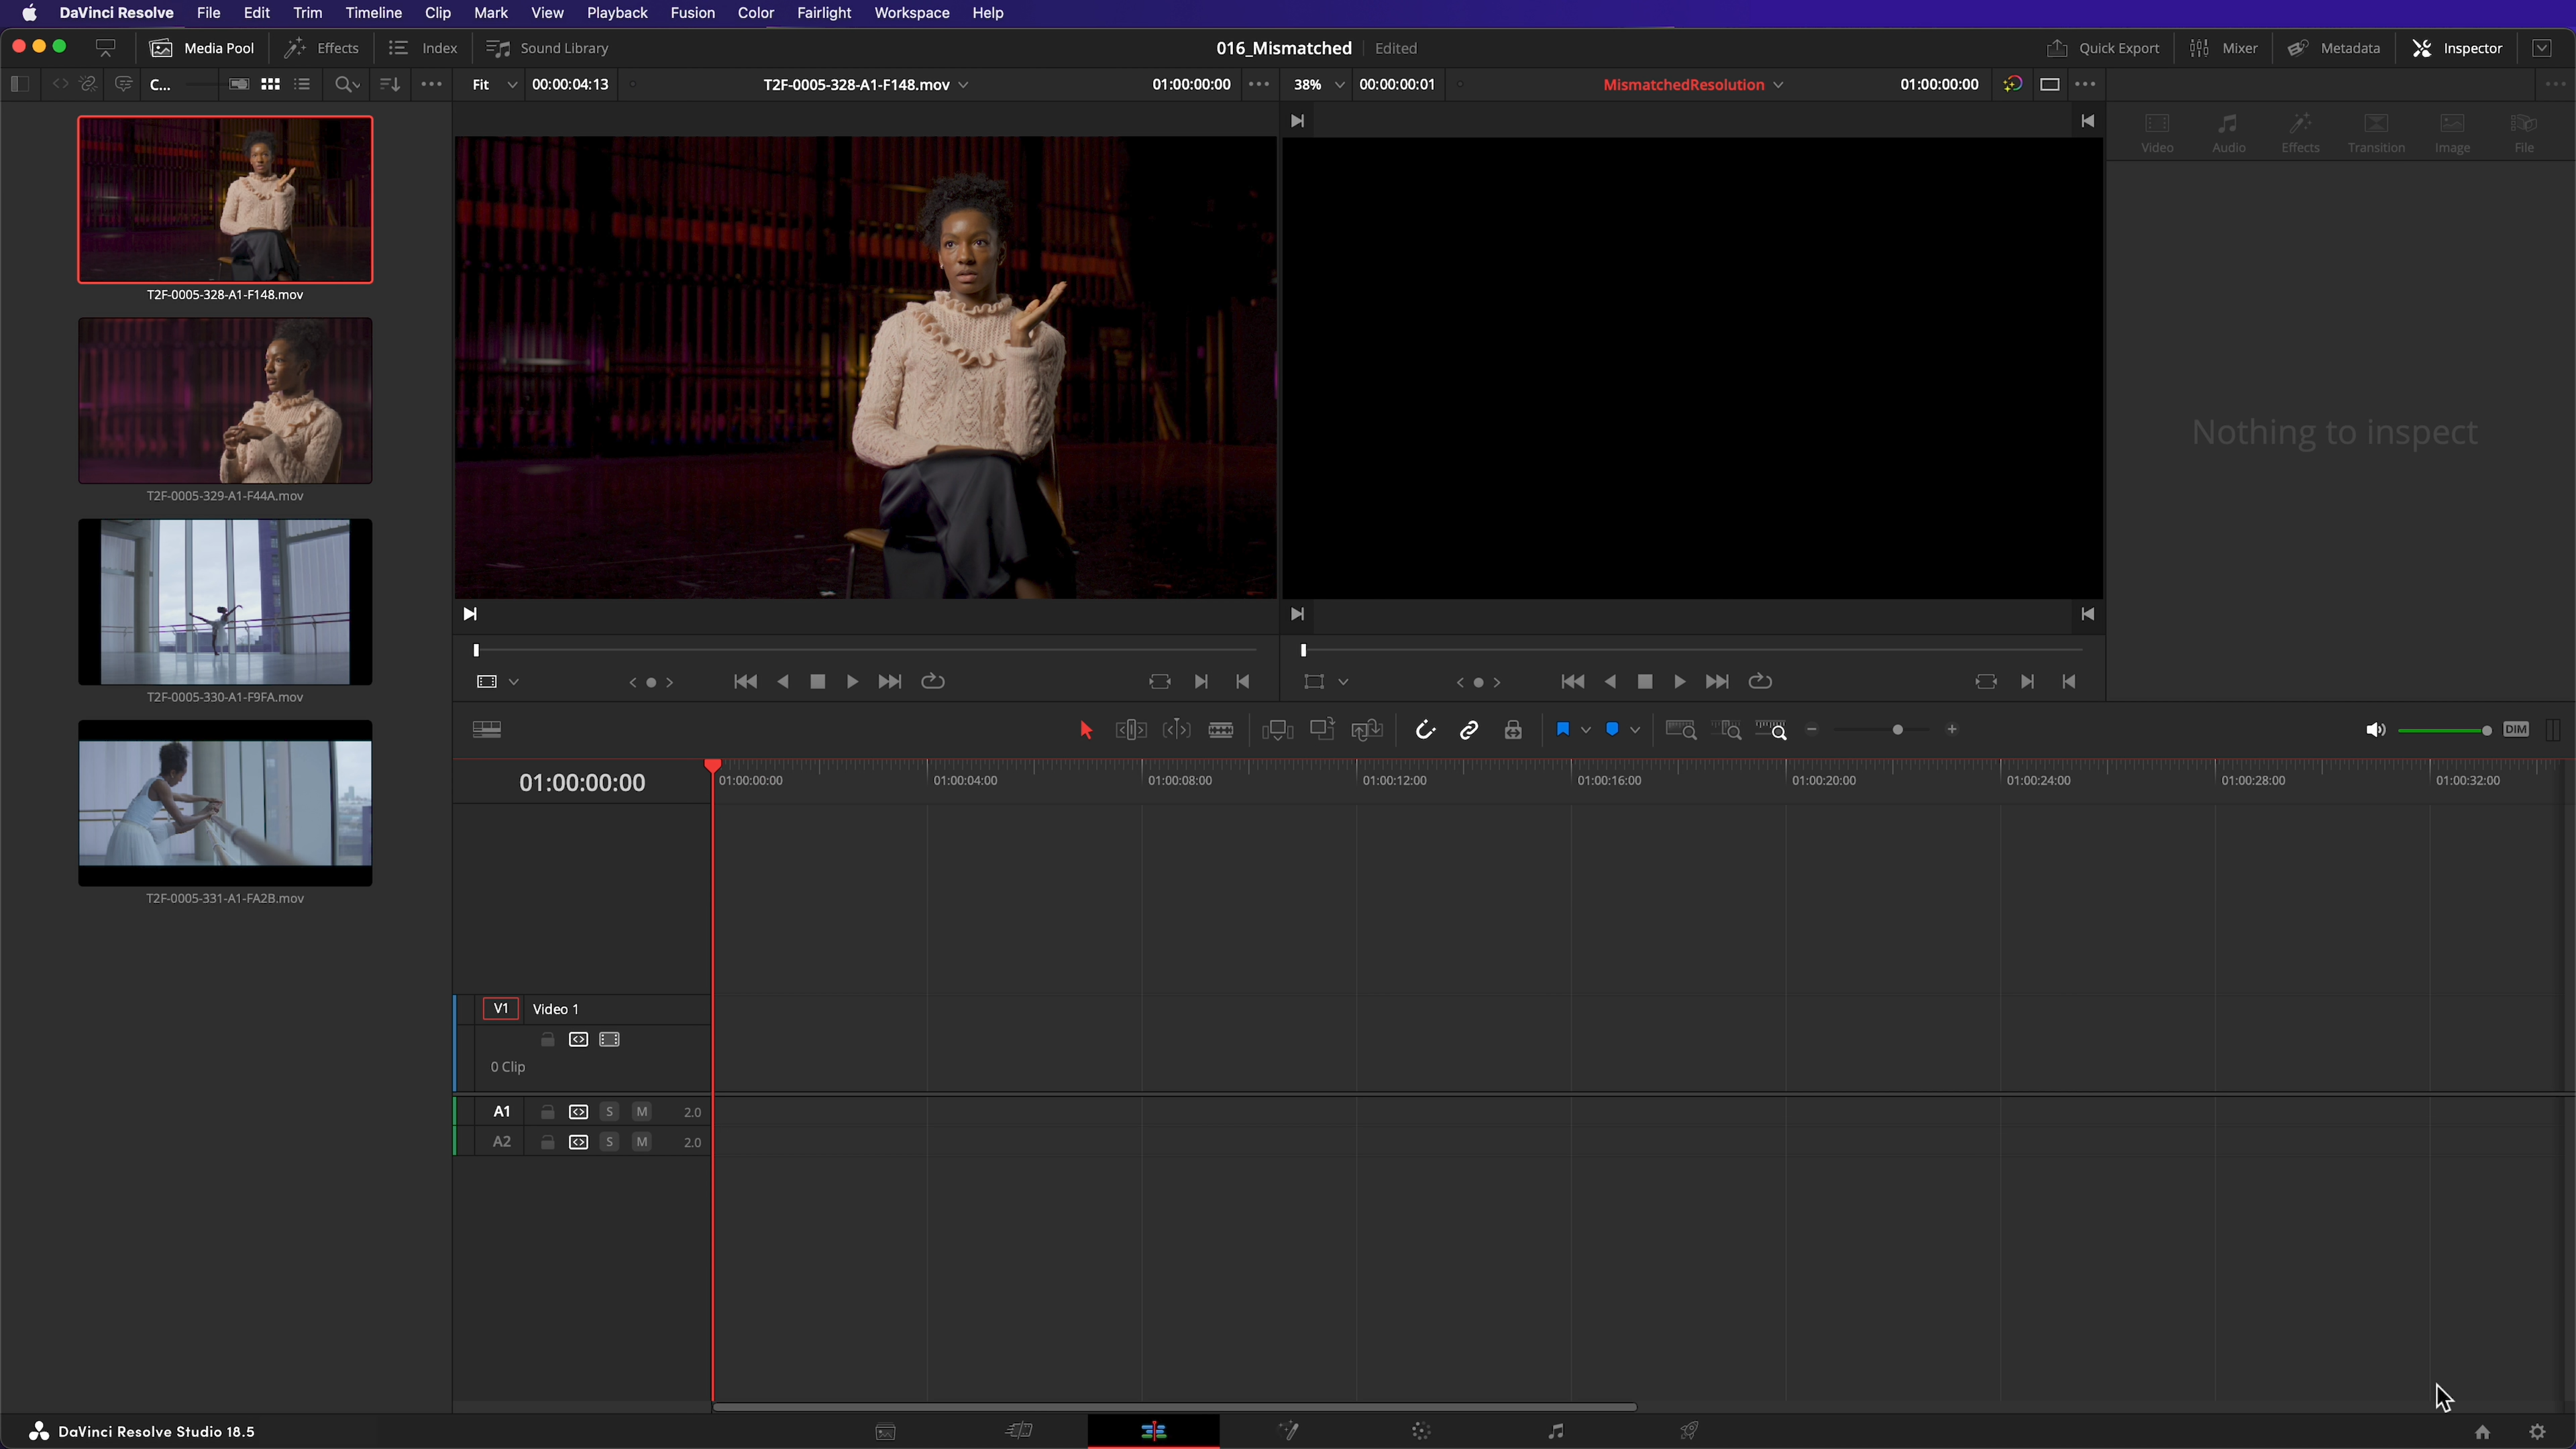 DaVinci Resolve File Edit Trim Timeline Clip Mark View Playback Fusion Color Fairlight Workspace Help
Media Pool Effects Index Sound Library 016_Mismatched Edited Quick Export Mixer Metadata Inspector
C... Fit 00:00:04:13 T2F-0005-328-A1-F148.mov 01:00:00:00 38% 00:00:00:01 MismatchedResolution 01:00:00:00
Video Audio Effects Transition Image File
T2F-0005-328-A1-F148.mov
Nothing to inspect
T2F-0005-329-A1-F44A.mov
T2F-0005-330-A1-F9FA.mov
DIM
01:00:00:00 01:00:00:00 01:00:04:00 01:00:08:00 01:00:12:00 01:00:16:00 01:00:20:00 01:00:24:00 01:00:28:00 01:00:32:00
T2F-0005-331-A1-FA2B.mov
V1 Video 1
0 Clip
A1 S M 2.0
A2 S M 2.0
DaVinci Resolve Studio 18.5